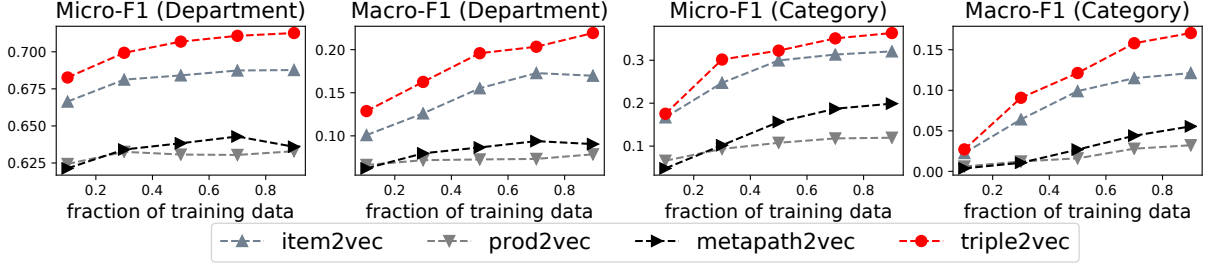 Micro-F1 (Department)
0.700
0.675
0.650
0.625
0.2 0.4 0.6 0.8
fraction of training data
Macro-F1 (Department)
0.20
0.15
0.10
0.2 0.4 0.6 0.8
fraction of training data
Micro-F1 (Category)
0.3
0.2
0.1
0.2 0.4 0.6 0.8
fraction of training data
Macro-F1 (Category)
0.15
0.10
0.05
0.00
0.2 0.4 0.6 0.8
fraction of training data
item2vec prod2vec metapath2vec triple2vec